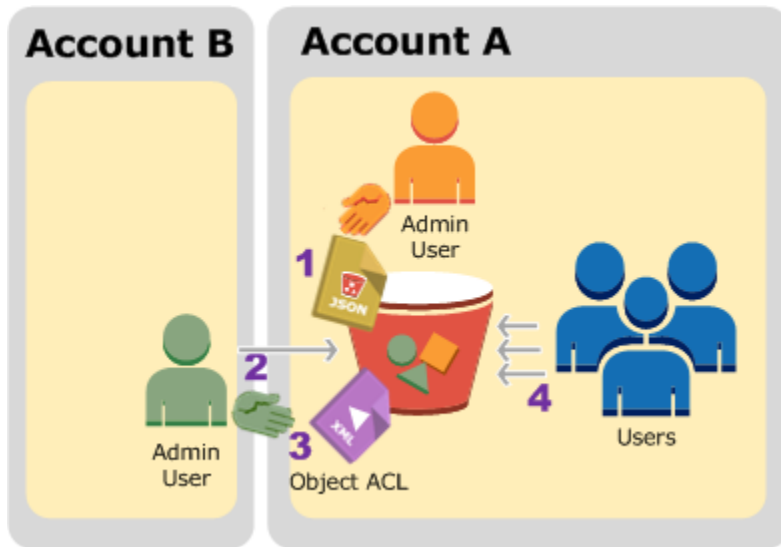 Account B
Account A
Admin
User
1
JSON
2
Admin
User
3
XML
Object ACL
4
Users